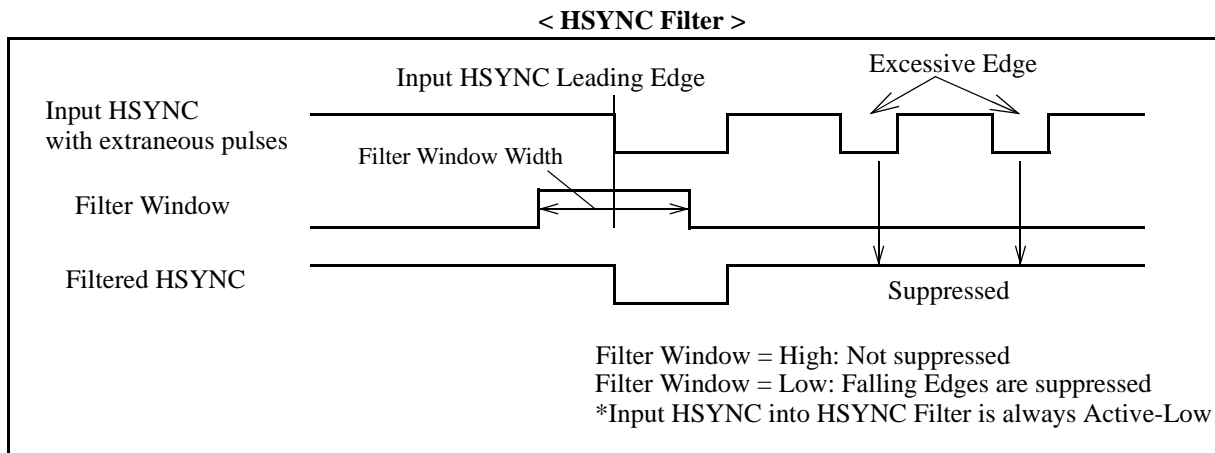 < HSYNC Filter >
Input HSYNC Leading Edge
Excessive Edge
Input HSYNC
with extraneous pulses
Filter Window Width
Filter Window
Filtered HSYNC
Suppressed
Filter Window = High: Not suppressed
Filter Window = Low: Falling Edges are suppressed
*Input HSYNC into HSYNC Filter is always Active-Low